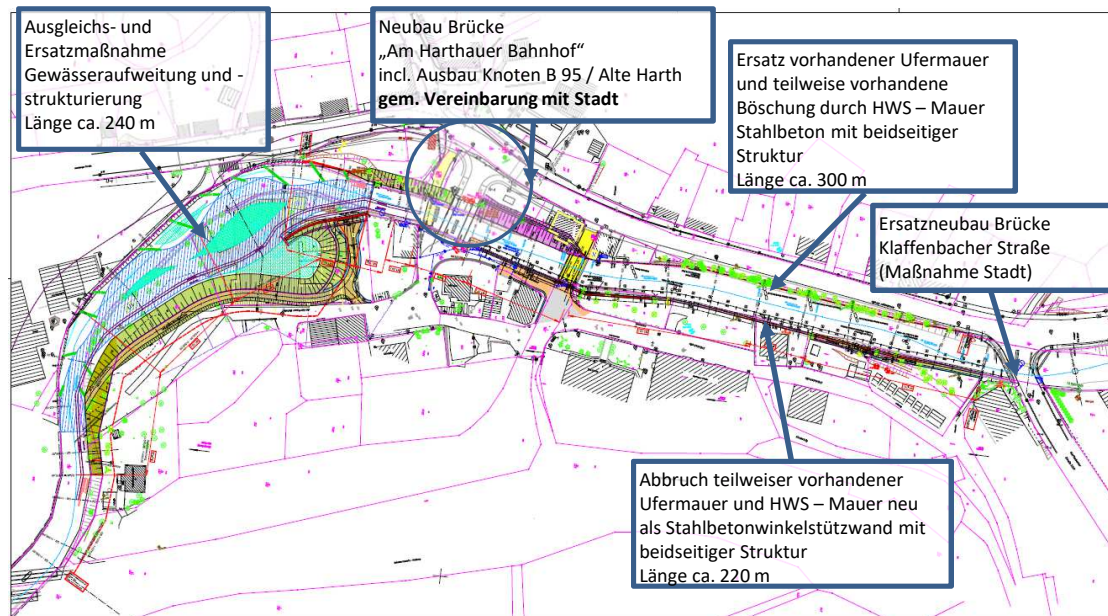 Ausgleichs- und
Ersatzmaßnahme
Gewässeraufweitung und -
strukturierung
Länge ca. 240 m
Neubau Brücke
„Am Harthauer Bahnhof“
incl. Ausbau Knoten B 95 / Alte Harth
gem. Vereinbarung mit Stadt
Ersatz vorhandener Ufermauer
und teilweise vorhandene
Böschung durch HWS – Mauer
Stahlbeton mit beidseitiger
Struktur
Länge ca. 300 m
Ersatzneubau Brücke
Klaffenbacher Straße
(Maßnahme Stadt)
Abbruch teilweiser vorhandener
Ufermauer und HWS – Mauer neu
als Stahlbetonwinkelstützwand mit
beidseitiger Struktur
Länge ca. 220 m